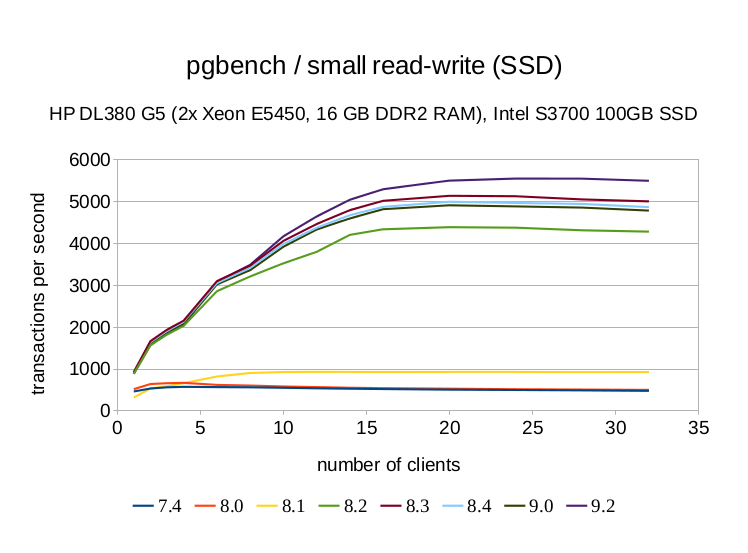 pgbench / small read-write (SSD)
HP DL380 G5 (2x Xeon E5450, 16 GB DDR2 RAM), Intel S3700 100GB SSD
transactions per second
6000
5000
4000
3000
2000
1000
0
0 5 10 15 20 25 30 35
number of clients
7.4 8.0 8.1 8.2 8.3 8.4 9.0 9.2